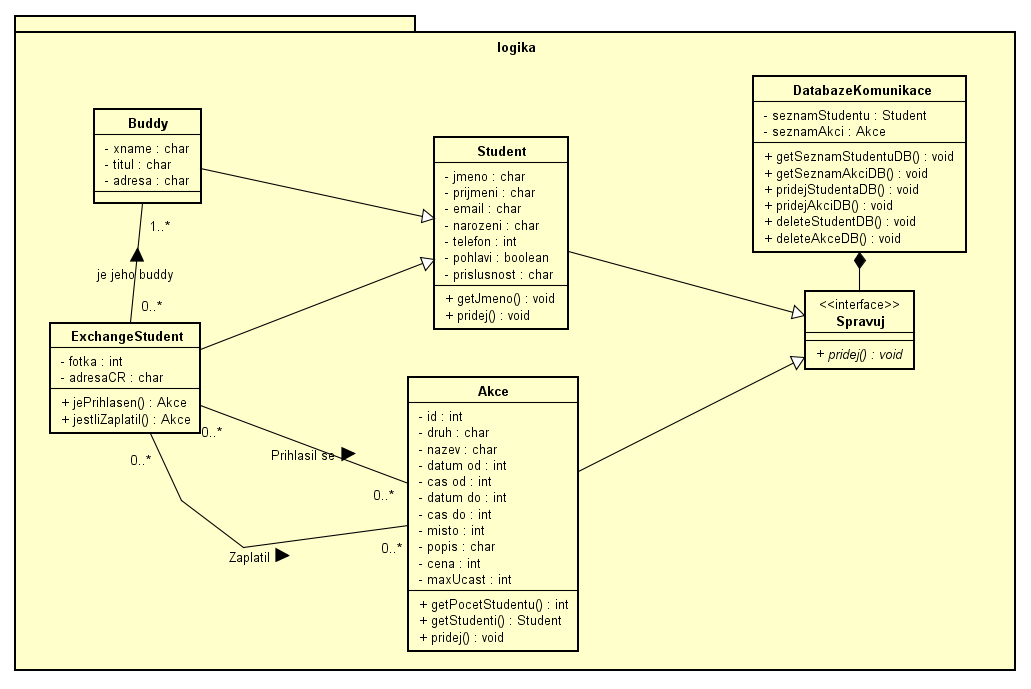 logika
Buddy
- xname : char
- titul : char
- adresa : char
1..*
je jeho buddy
0..*
ExchangeStudent
- fotka : int
- adresaCR : char
+ jePrihlasen() : Akce
+ jestliZaplatil() : Akce
0..*
Prihlasil se
0..*
0..*
Zaplatil
0..*
Student
- jmeno : char
- prijmeni : char
- email : char
- narozeni : char
- telefon : int
- pohlavi : boolean
- prislusnost : char
+ getJmeno() : void
+ pridej() : void
Akce
- id : int
- druh : char
- nazev : char
- datum od : int
- cas od : int
- datum do : int
- cas do : int
- misto : int
- popis : char
- cena : int
- maxUcast : int
+ getPocetStudentu() : int
+ getStudenti() : Student
+ pridej() : void
DatabazeKomunikace
- seznamStudentu : Student
- seznamAkci : Akce
+ getSeznamStudentuDB() : void
+ getSeznamAkciDB() : void
+ pridejStudentaDB() : void
+ pridejAkciDB() : void
+ deleteStudentDB() : void
+ deleteAkceDB() : void
<<interface>>
Spravuj
+ pridej() : void